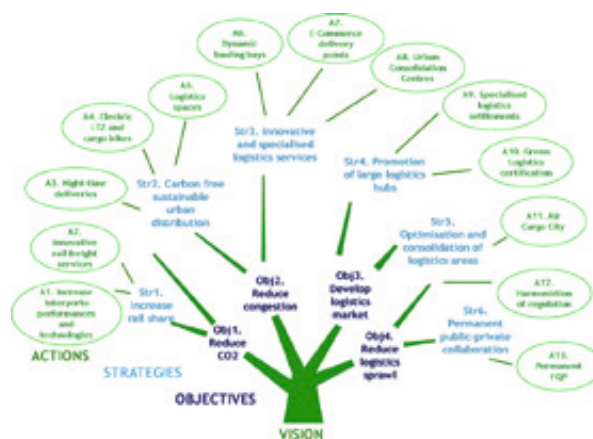 A6.
Dynamic
loading bays
A7.
E-Commerce
delivery
points
A8. Urban
Consolidation
Centres
A5.
Logistics
spaces
A9. Specialised
logistics
settlements
A4. Electric
LTZ and
cargo bikes
Str3. Innovative
and specialised
logistics services
Str4. Promotion
of large logistics
hubs
A10. Green
Logistics
certification
A3. Night-time
deliveries
Str2. Carbon free
sustainable
urban
distribution
A2.
Innovative
rail freight
services
Str5.
Optimisation and
consolidation of
logistics areas
A11. Air
Cargo City
A1. Increase
Interporto
performances
and
technologies
Str1.
Increase
rail share
Obj2.
Reduce
congestion
Obj3.
Develop
logistics
market
A12.
Harmonisation
of regulation
Obj1.
Reduce
CO2
Obj4.
Reduce
logistics
sprawl
Str6.
Permanent
public-private
collaboration
A13.
Permanent
FQP
ACTIONS
STRATEGIES
OBJECTIVES
VISION